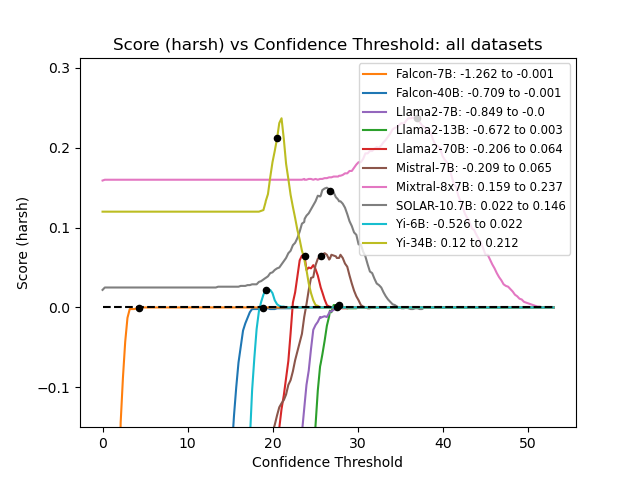 Score (harsh) vs Confidence Threshold: all datasets
0.3
0.2
0.1
0.0
−0.1
Score (harsh)
Falcon-7B: -1.262 to -0.001
Falcon-40B: -0.709 to -0.001
Llama2-7B: -0.849 to -0.0
Llama2-13B: -0.672 to 0.003
Llama2-70B: -0.206 to 0.064
Mistral-7B: -0.209 to 0.065
Mixtral-8x7B: 0.159 to 0.237
SOLAR-10.7B: 0.022 to 0.146
Yi-6B: -0.526 to 0.022
Yi-34B: 0.12 to 0.212
0 10 20 30 40 50
Confidence Threshold